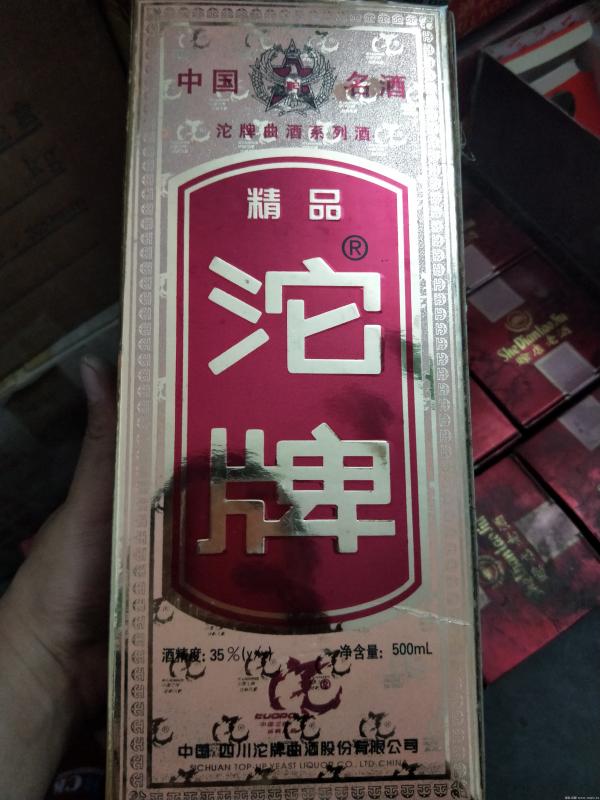 中国 名酒
沱牌曲酒系列酒
精品
®
沱
牌
酒精度: 35%(v/v) 净含量: 500mL
中国 四川沱牌曲酒股份有限公司
SICHUAN TOP-UP YEAST LIQUOR CO., LTD. CHINA